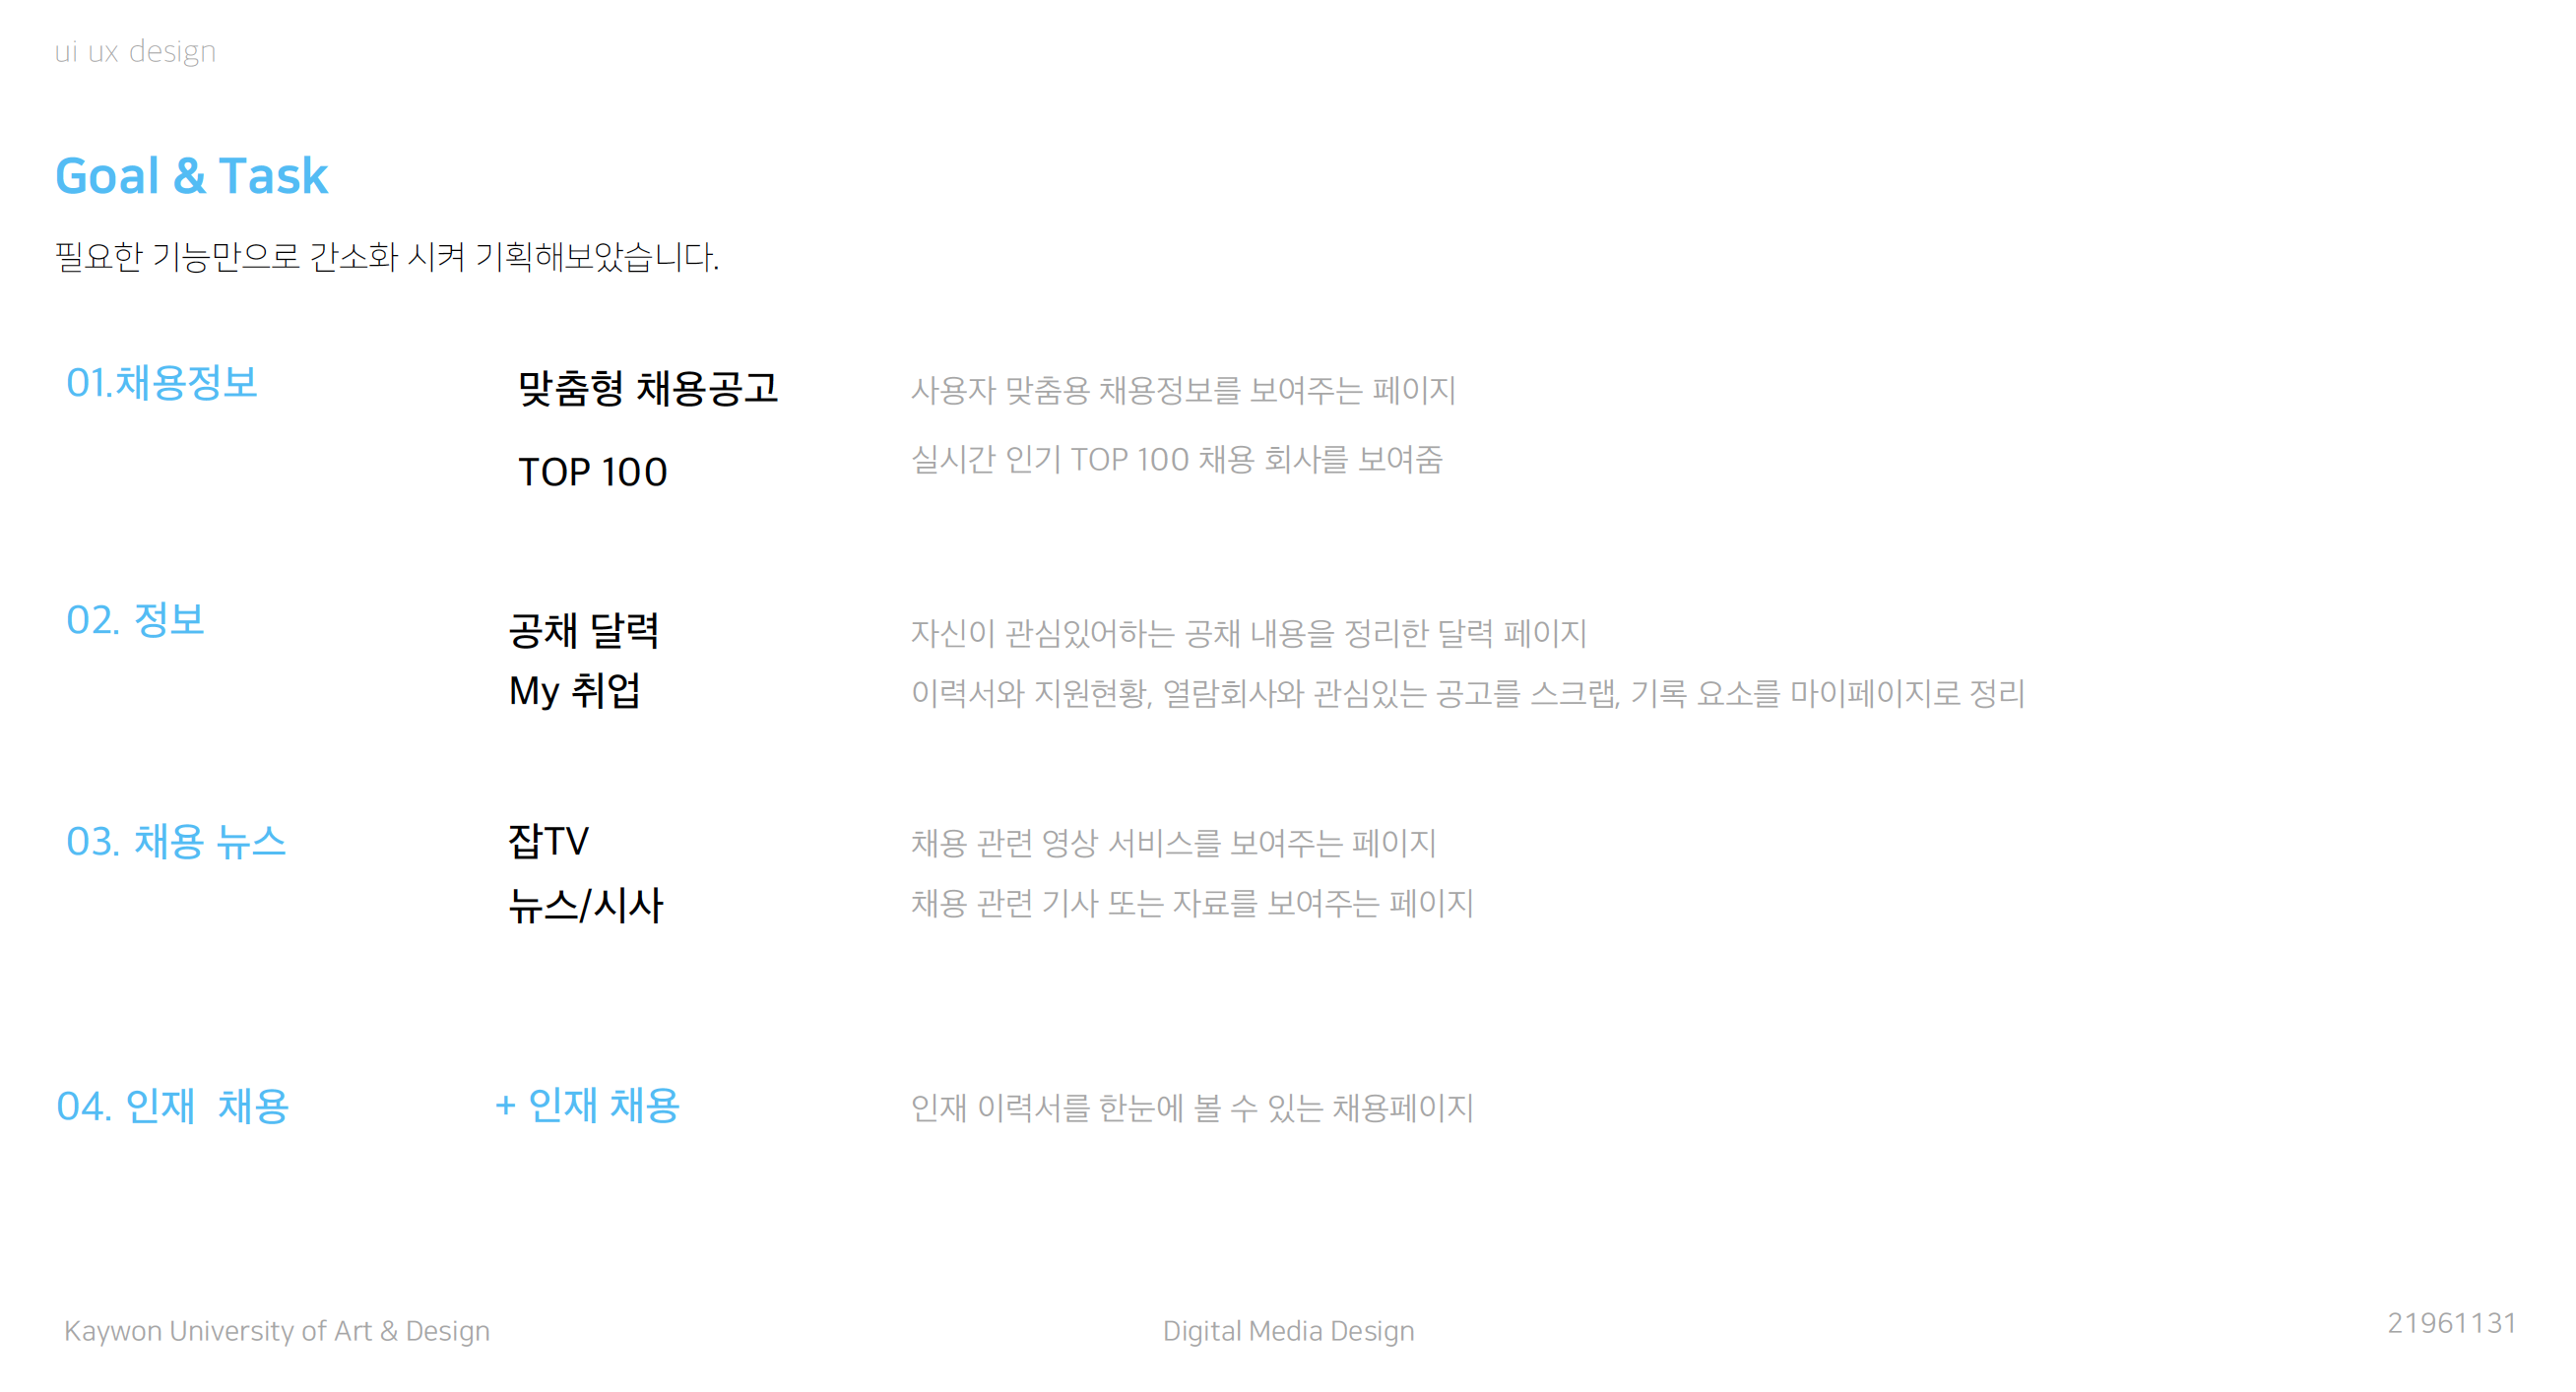 ui ux design
Goal & Task
필요한 기능만으로 간소화 시켜 기획해보았습니다.
01.채용정보
맞춤형 채용공고
사용자 맞춤용 채용정보를 보여주는 페이지
TOP 100
실시간 인기 TOP 100 채용 회사를 보여줌
02. 정보
공채 달력
자신이 관심있어하는 공채 내용을 정리한 달력 페이지
My 취업
이력서와 지원현황, 열람회사와 관심있는 공고를 스크랩, 기록 요소를 마이페이지로 정리
03. 채용 뉴스
잡TV
채용 관련 영상 서비스를 보여주는 페이지
뉴스/시사
채용 관련 기사 또는 자료를 보여주는 페이지
04. 인재 채용
+ 인재 채용
인재 이력서를 한눈에 볼 수 있는 채용페이지
Kaywon University of Art & Design
Digital Media Design
21961131